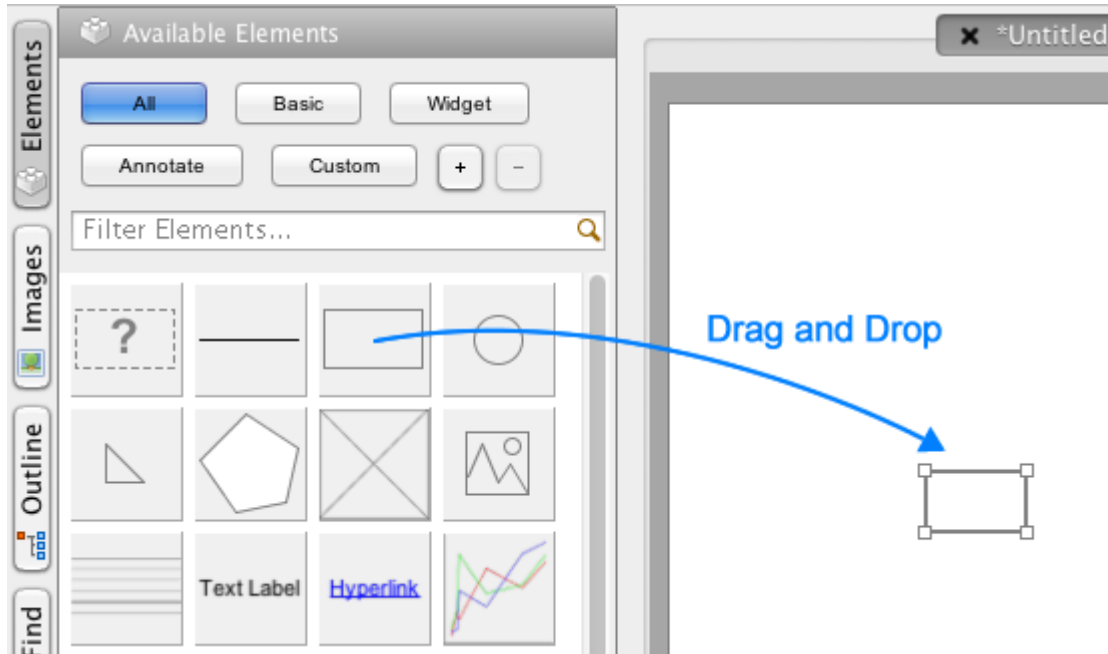 Available Elements
*Untitled
Elements
Images
Outline
Find
All
Basic
Widget
Annotate
Custom
+
-
Filter Elements...
?
Text Label
Hyperlink
Drag and Drop